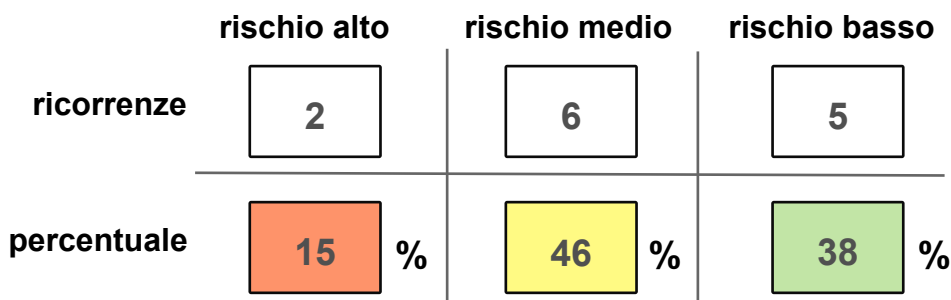 rischio alto rischio medio rischio basso
ricorrenze 2 6 5
percentuale 15 % 46 % 38 %